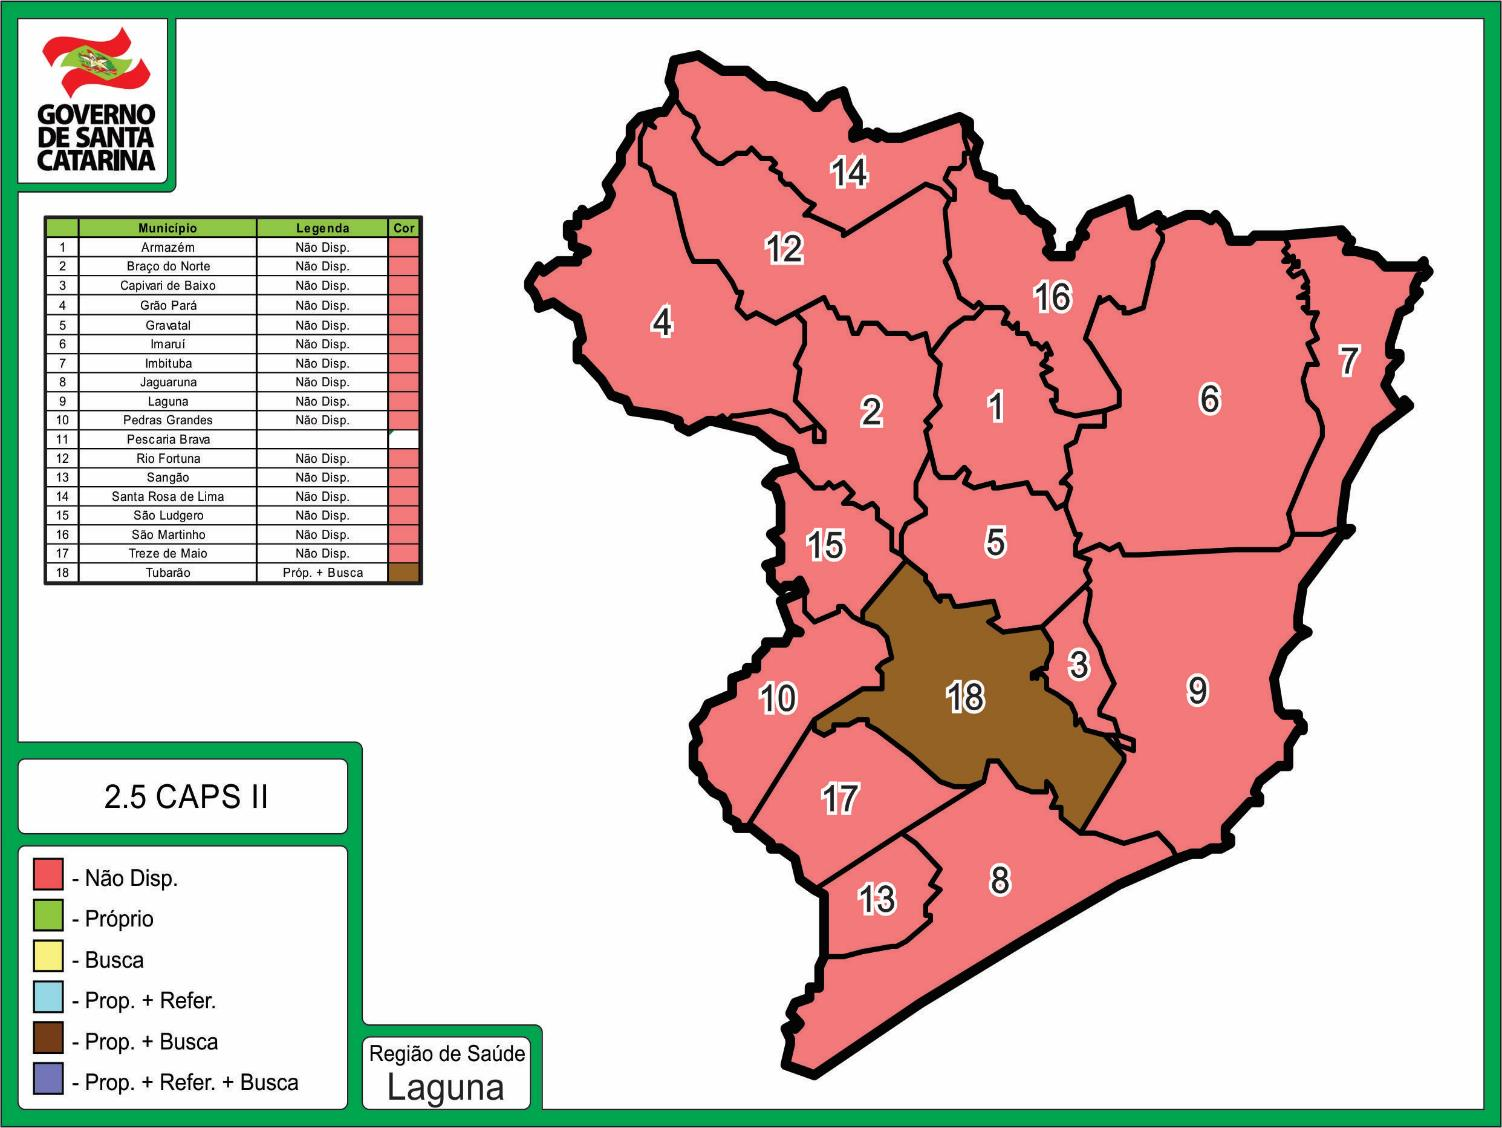 GOVERNO
DE SANTA
CATARINA
Município Legenda Cor
1 Armazém Não Disp.
2 Braço do Norte Não Disp.
3 Capivari de Baixo Não Disp.
4 Grão Pará Não Disp.
5 Gravatal Não Disp.
6 Imaruí Não Disp.
7 Imbituba Não Disp.
8 Jaguaruna Não Disp.
9 Laguna Não Disp.
10 Pedras Grandes Não Disp.
11 Pescaria Brava
12 Rio Fortuna Não Disp.
13 Sangão Não Disp.
14 Santa Rosa de Lima Não Disp.
15 São Ludgero Não Disp.
16 São Martinho Não Disp.
17 Treze de Maio Não Disp.
18 Tubarão Próp. + Busca
14
12
16
4
7
6
1
2
5
15
3
9
18
10
17
8
13
2.5 CAPS II
- Não Disp.
- Próprio
- Busca
- Prop. + Refer.
- Prop. + Busca
- Prop. + Refer. + Busca
Região de Saúde
Laguna